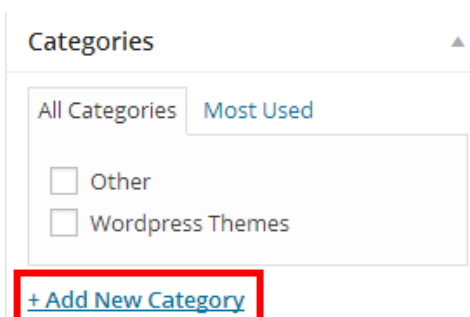 Categories
All Categories Most Used
Other
Wordpress Themes
+ Add New Category